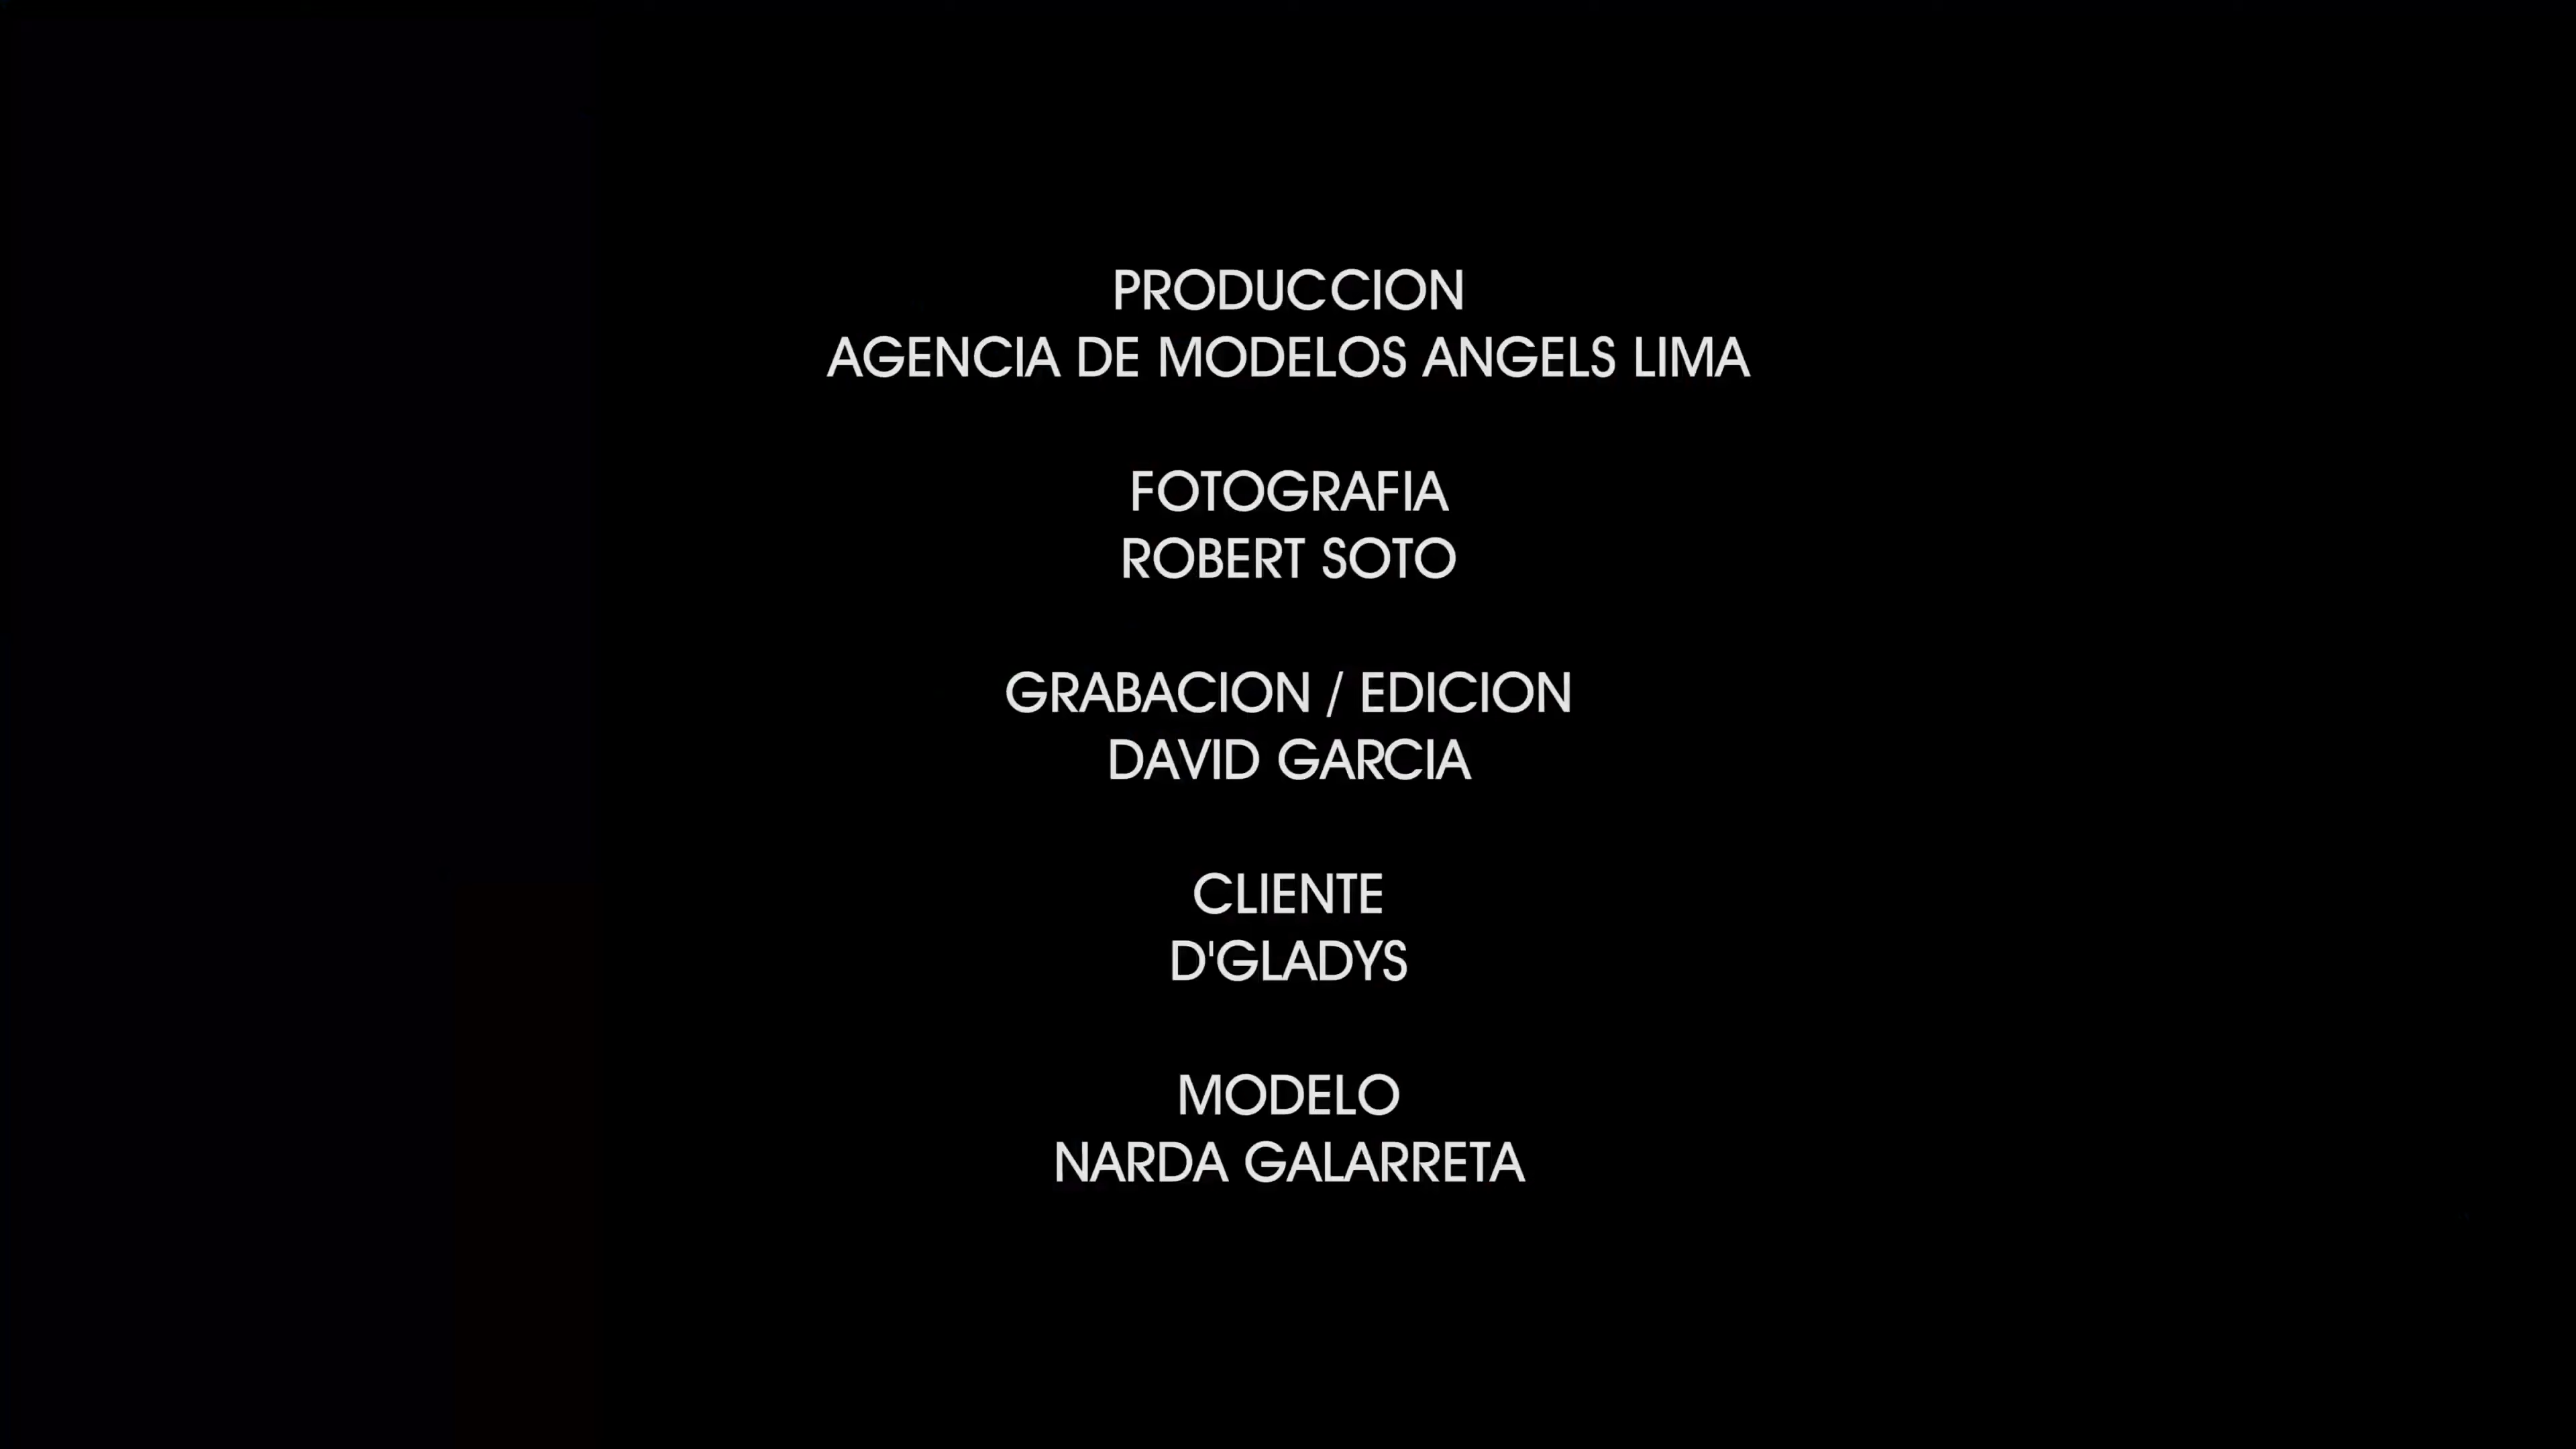 PRODUCCION
AGENCIA DE MODELOS ANGELS LIMA
FOTOGRAFIA
ROBERT SOTO
GRABACION / EDICION
DAVID GARCIA
CLIENTE
D'GLADYS
MODELO
NARDA GALARRETA